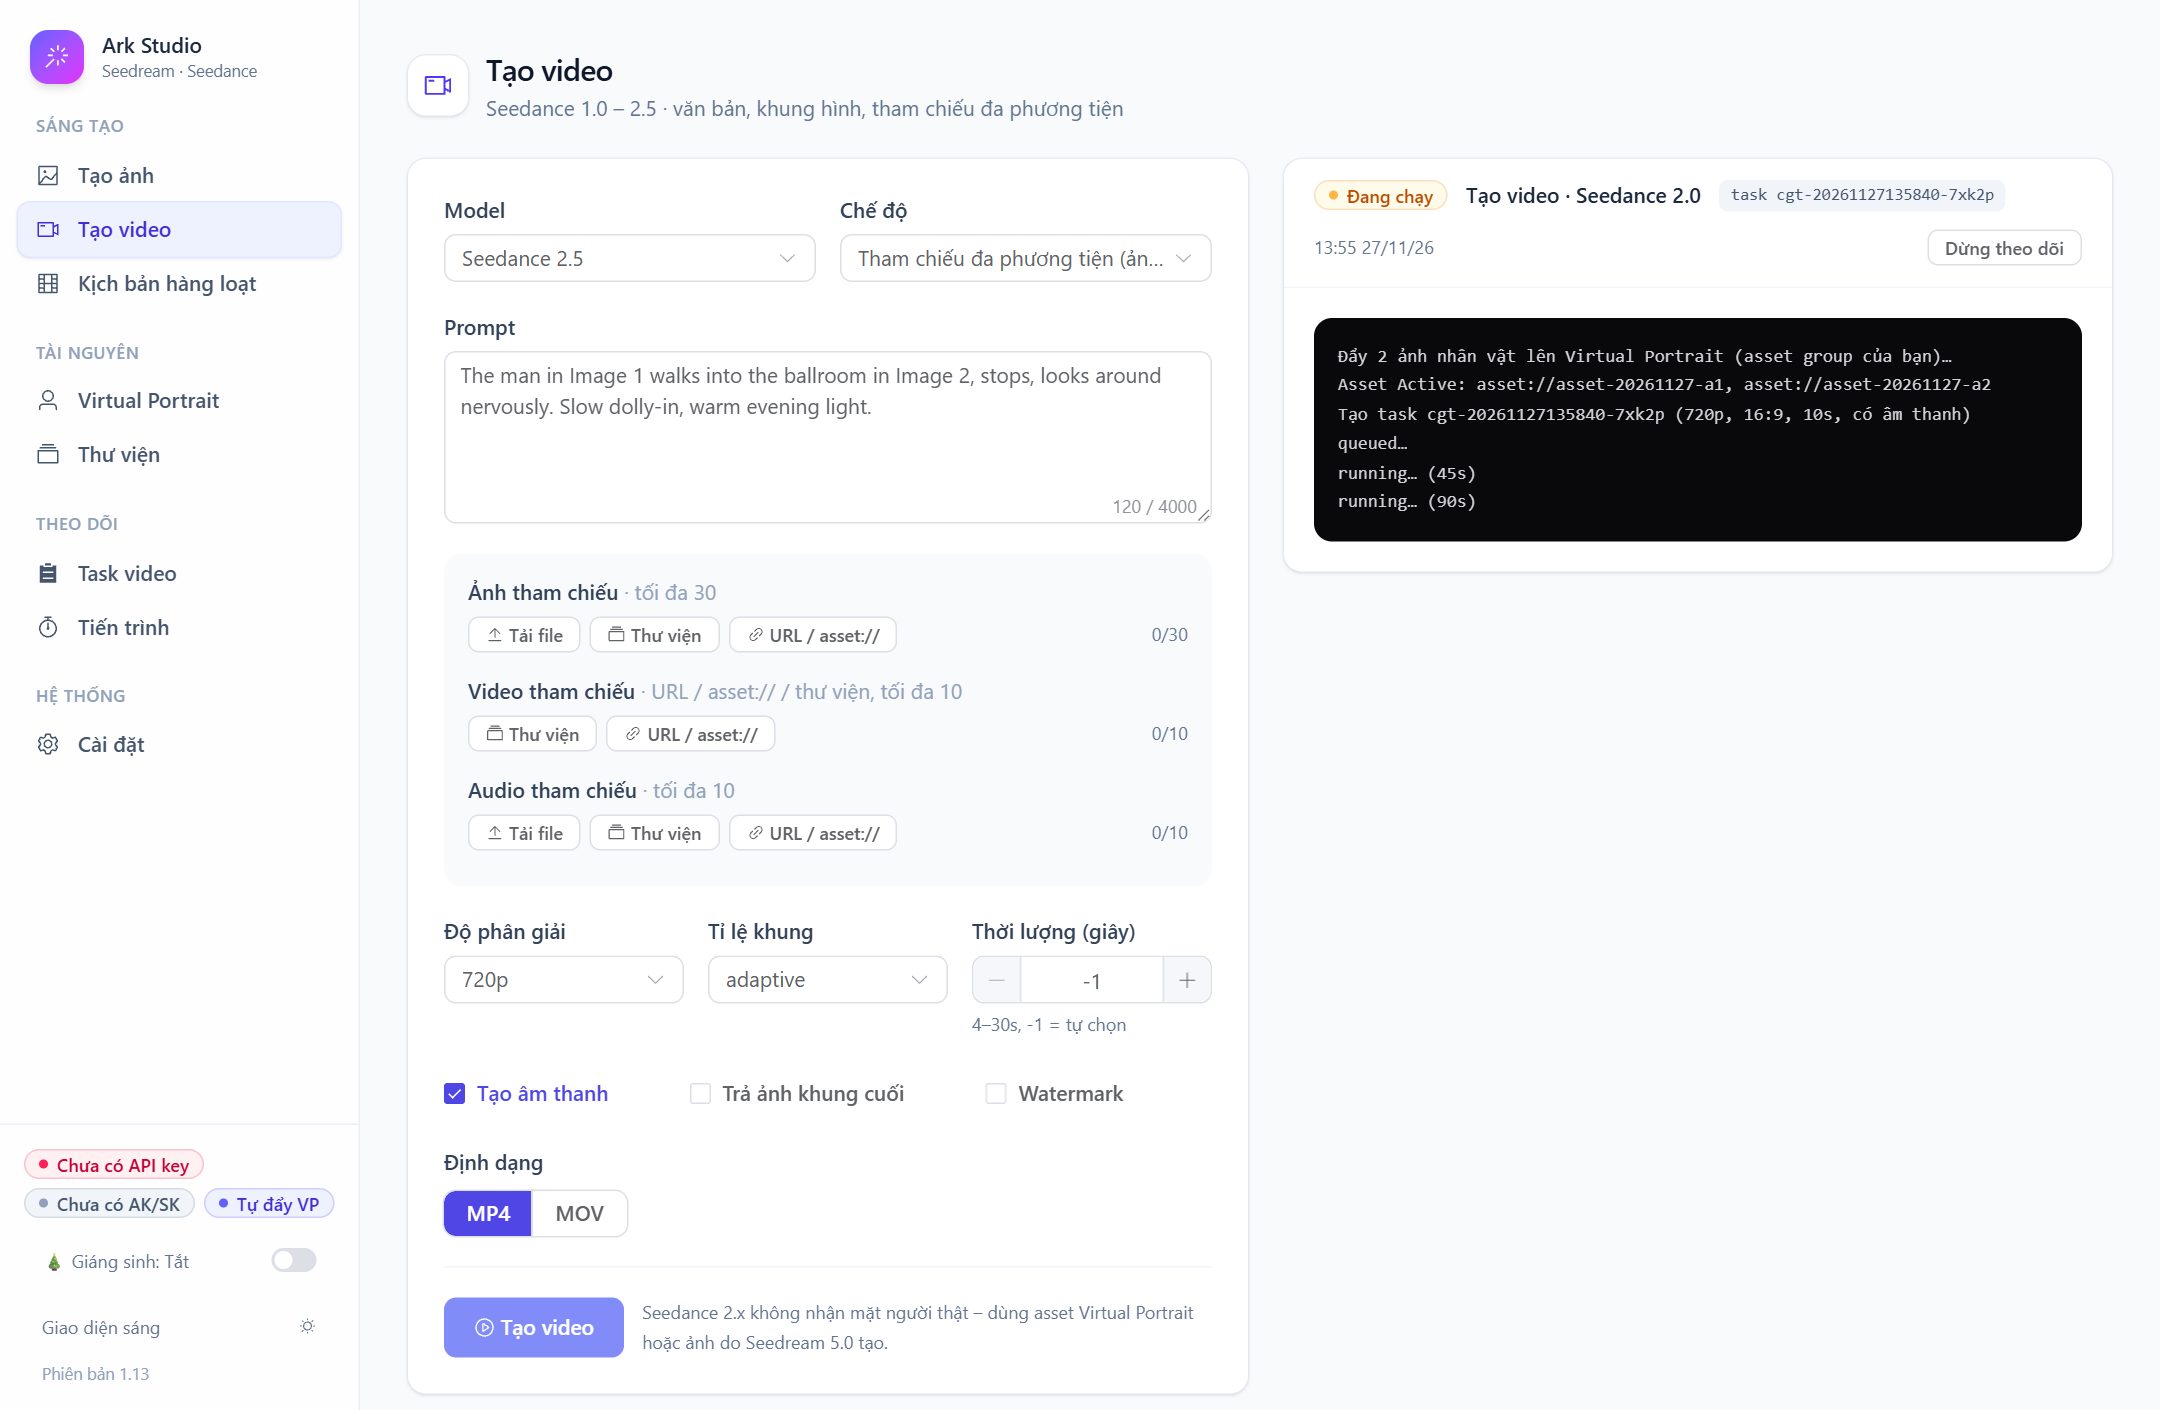 Ark Studio
Seedream · Seedance
SÁNG TẠO
Tạo ảnh
Tạo video
Kịch bản hàng loạt
TÀI NGUYÊN
Virtual Portrait
Thư viện
THEO DÕI
Task video
Tiến trình
HỆ THỐNG
Cài đặt
Chưa có API key
Chưa có AK/SK
Tự đẩy VP
Giáng sinh: Tắt
Giao diện sáng
Phiên bản 1.13
Tạo video
Seedance 1.0 – 2.5 · văn bản, khung hình, tham chiếu đa phương tiện
Model
Chế độ
Seedance 2.5
Tham chiếu đa phương tiện (ản...
Prompt
The man in Image 1 walks into the ballroom in Image 2, stops, looks around
nervously. Slow dolly-in, warm evening light.
120 / 4000
Ảnh tham chiếu · tối đa 30
Tải file
Thư viện
URL / asset://
0/30
Video tham chiếu · URL / asset:// / thư viện, tối đa 10
Thư viện
URL / asset://
0/10
Audio tham chiếu · tối đa 10
Tải file
Thư viện
URL / asset://
0/10
Độ phân giải
Tỉ lệ khung
Thời lượng (giây)
720p
adaptive
-1
4–30s, -1 = tự chọn
Tạo âm thanh
Trả ảnh khung cuối
Watermark
Định dạng
MP4
MOV
Tạo video
Seedance 2.x không nhận mặt người thật – dùng asset Virtual Portrait
hoặc ảnh do Seedream 5.0 tạo.
Đang chạy
Tạo video · Seedance 2.0
task cgt-20261127135840-7xk2p
13:55 27/11/26
Dừng theo dõi
Đẩy 2 ảnh nhân vật lên Virtual Portrait (asset group của bạn)…
Asset Active: asset://asset-20261127-a1, asset://asset-20261127-a2
Tạo task cgt-20261127135840-7xk2p (720p, 16:9, 10s, có âm thanh)
queued…
running… (45s)
running… (90s)